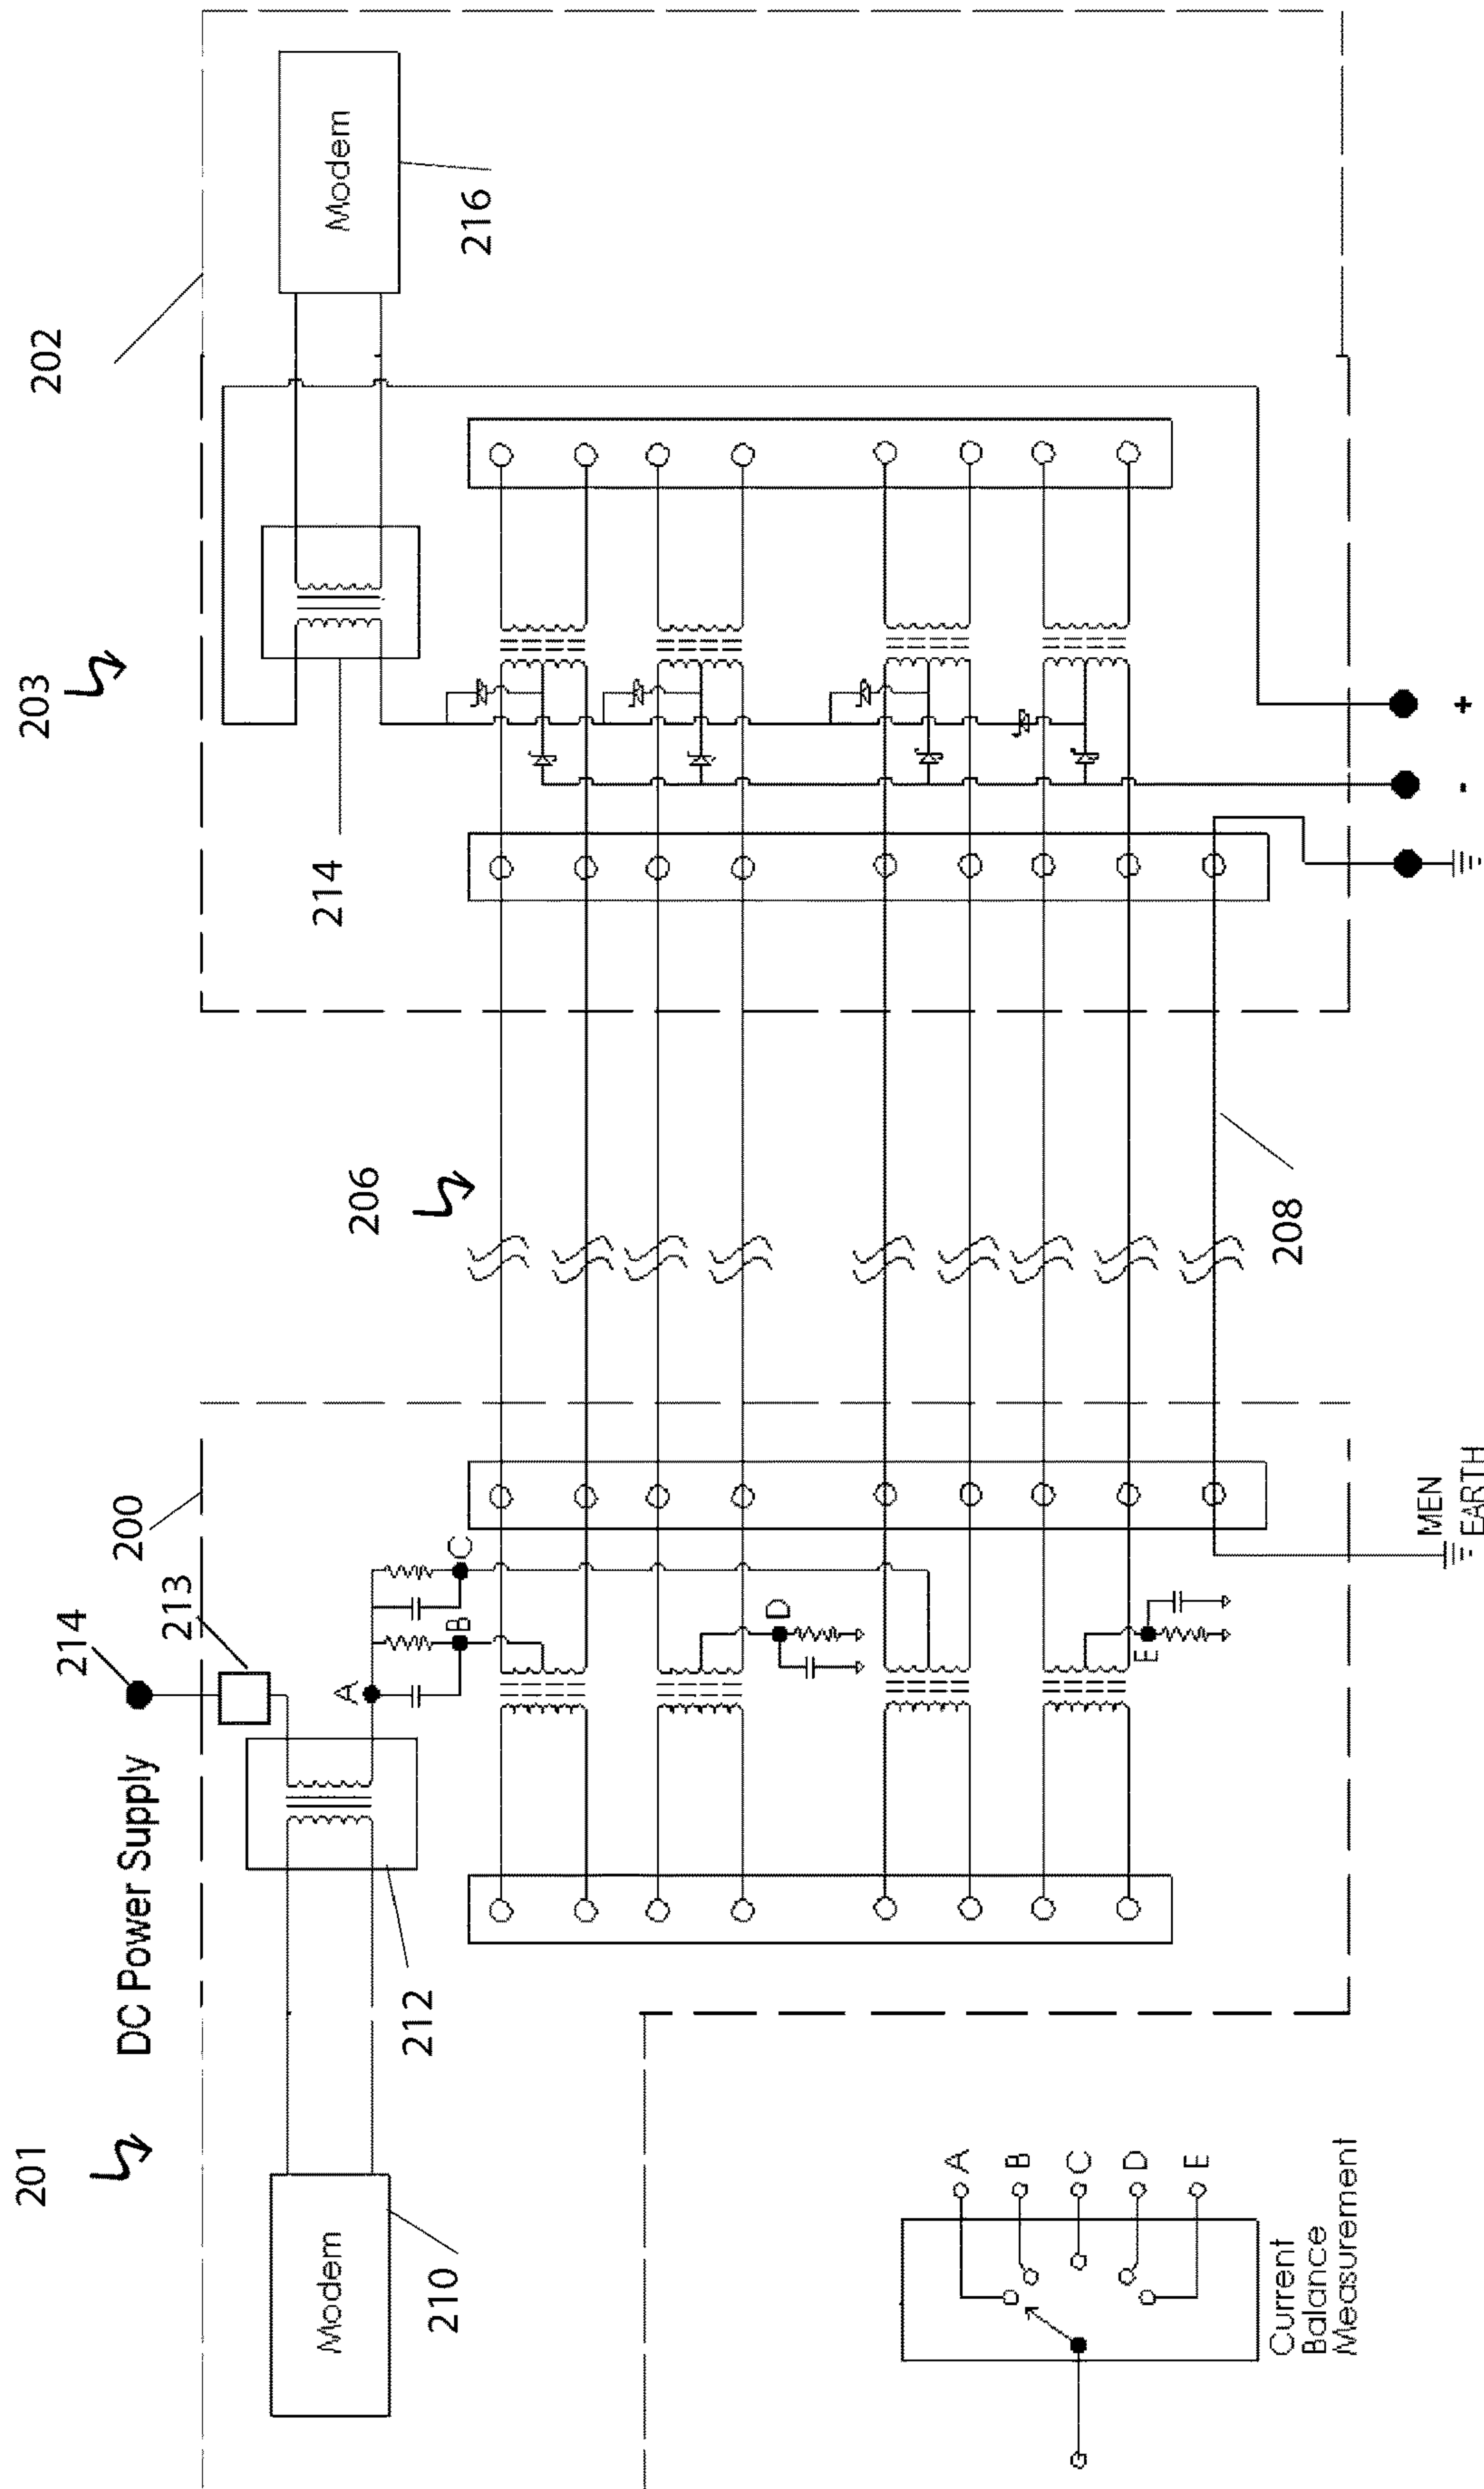 201
DC Power Supply
214
213
200
203
202
Modem
210
212
A
B
C
206
214
Modem
216
D
E
208
MEN
EARTH
-
+
A
B
C
D
E
Current
Balance
Measurement